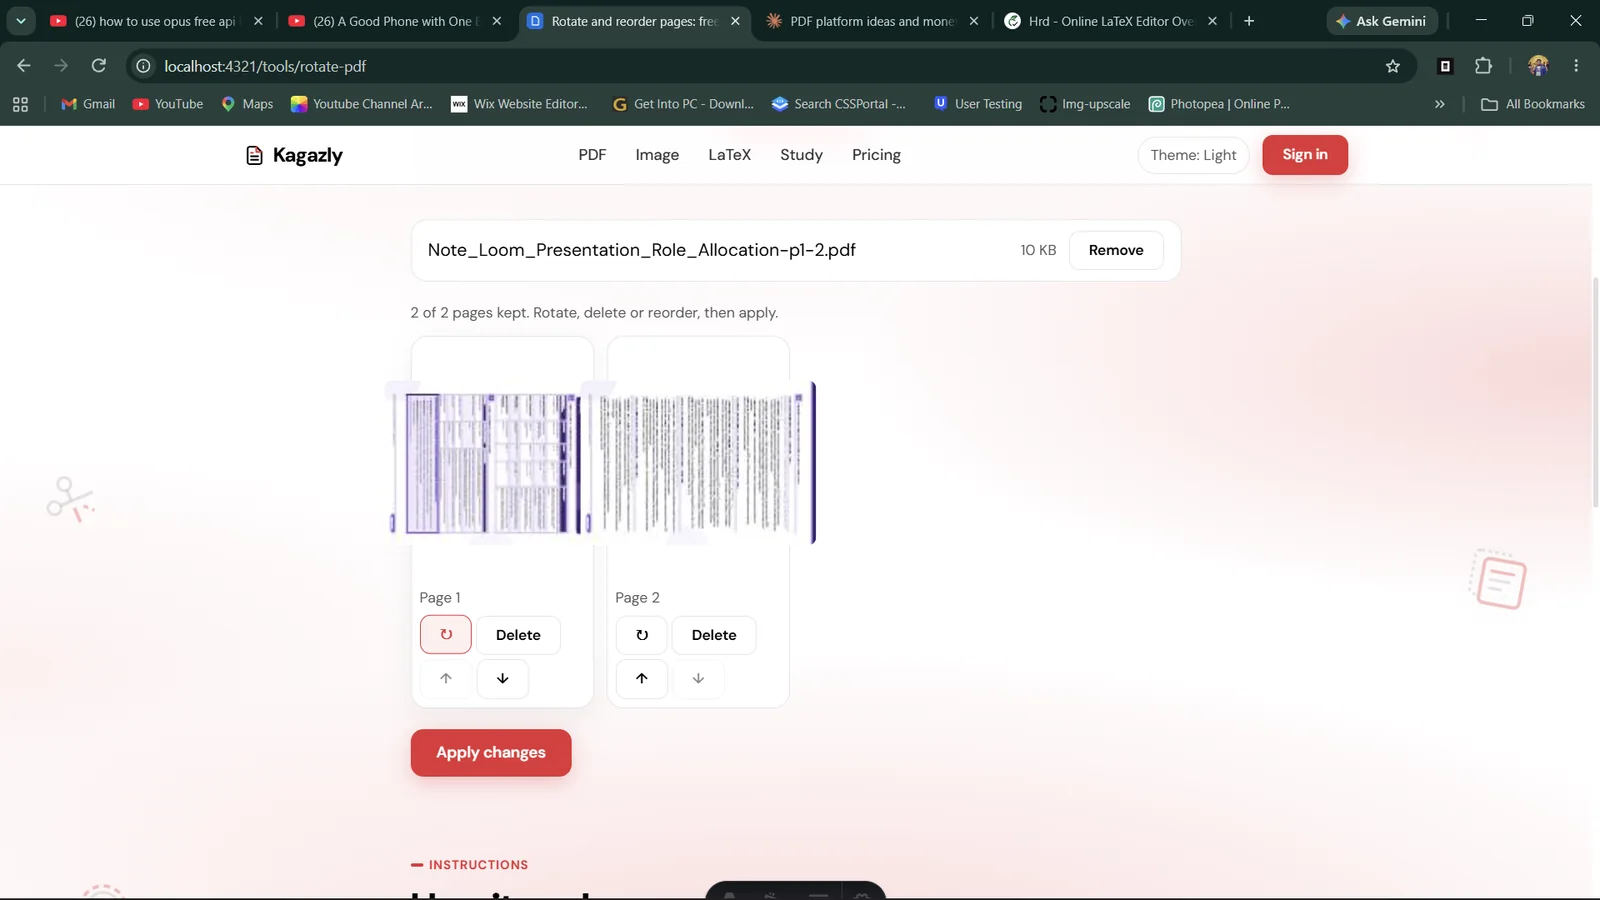 (26) how to use opus free api
(26) A Good Phone with One
Rotate and reorder pages: free
PDF platform ideas and mone
Hrd - Online LaTeX Editor Ove
Ask Gemini
localhost:4321/tools/rotate-pdf
Gmail
YouTube
Maps
Youtube Channel Ar...
WIX
Wix Website Editor...
Get Into PC - Downl...
Search CSSPortal -...
User Testing
Img-upscale
Photopea | Online P...
All Bookmarks
Kagazly
PDF
Image
LaTeX
Study
Pricing
Theme: Light
Sign in
Note_Loom_Presentation_Role_Allocation-p1-2.pdf
10 KB
Remove
2 of 2 pages kept. Rotate, delete or reorder, then apply.
Page 1
Page 2
↻
Delete
↻
Delete
↑
↓
↑
↓
Apply changes
INSTRUCTIONS